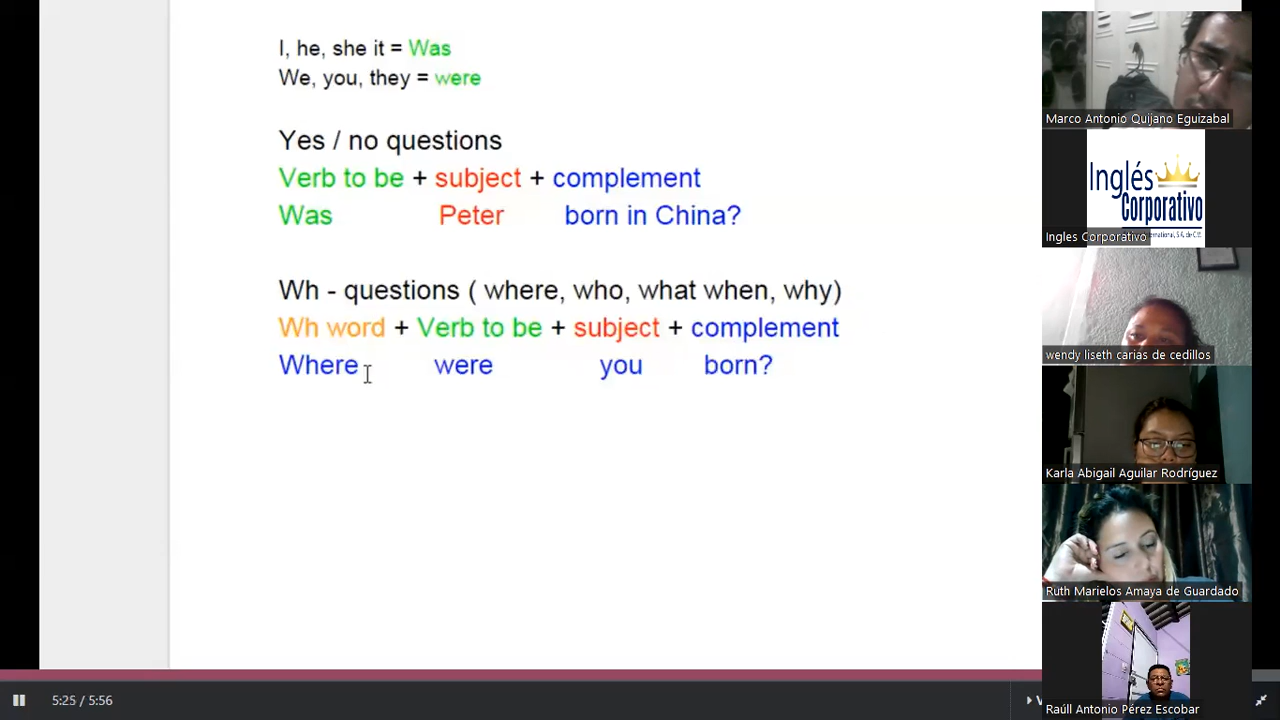 I, he, she it = Was
We, you, they = were
Yes / no questions
Verb to be + subject + complement
Was Peter born in China?
Wh - questions ( where, who, what when, why)
Wh word + Verb to be + subject + complement
Where were you born?
Marco Antonio Quijano Eguizabal
Inglés
Corporativo
Ingles Corporativo
wendy liseth carias de cedillos
Karla Abigail Aguilar Rodríguez
Ruth Marielos Amaya de Guardado
Raúll Antonio Pérez Escobar
5:25 / 5:56